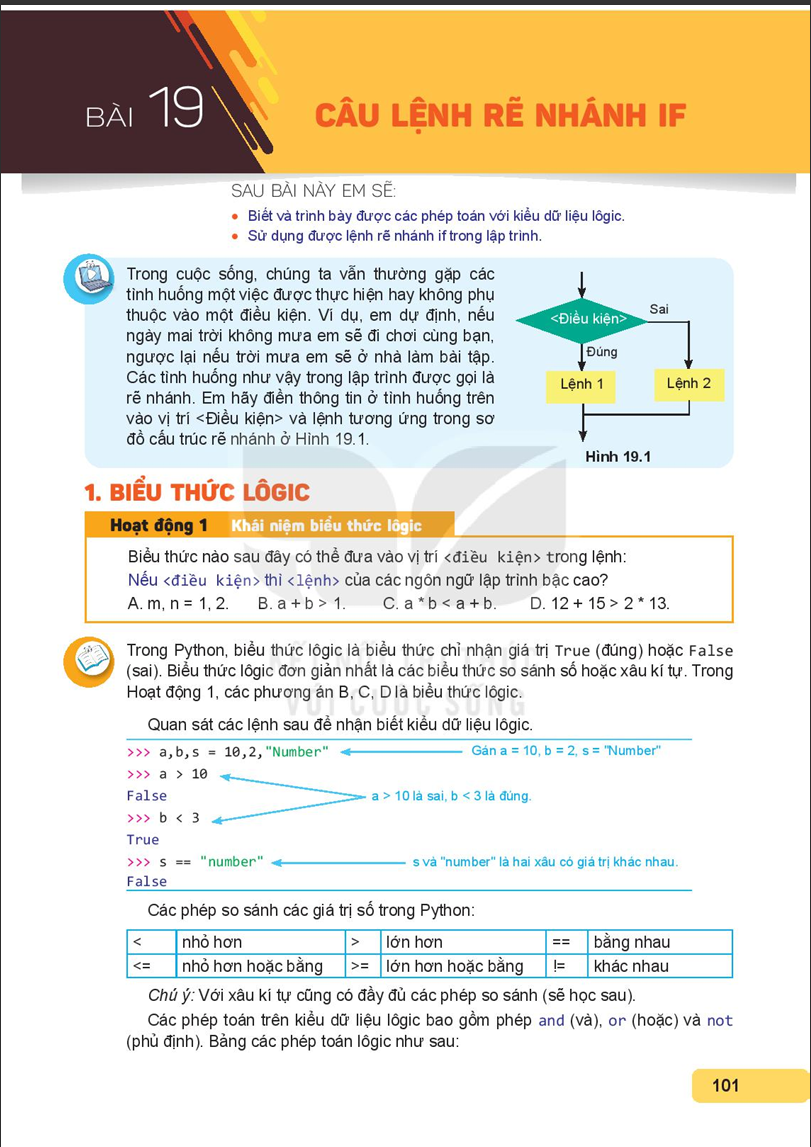 BÀI 19
CÂU LỆNH RẼ NHÁNH IF
SAU BÀI NÀY EM SẼ:
• Biết và trình bày được các phép toán với kiểu dữ liệu lôgic.
• Sử dụng được lệnh rẽ nhánh if trong lập trình.
Trong cuộc sống, chúng ta vẫn thường gặp các
tình huống một việc được thực hiện hay không phụ
thuộc vào một điều kiện. Ví dụ, em dự định, nếu
ngày mai trời không mưa em sẽ đi chơi cùng bạn,
ngược lại nếu trời mưa em sẽ ở nhà làm bài tập.
Các tình huống như vậy trong lập trình được gọi là
rẽ nhánh. Em hãy điền thông tin ở tình huống trên
vào vị trí <Điều kiện> và lệnh tương ứng trong sơ
đồ cấu trúc rẽ nhánh ở Hình 19.1.
<Điều kiện>
Sai
Đúng
Lệnh 1
Lệnh 2
Hình 19.1
1. BIỂU THỨC LÔGIC
Hoạt động 1 Khái niệm biểu thức lôgic
Biểu thức nào sau đây có thể đưa vào vị trí <điều kiện> trong lệnh:
Nếu <điều kiện> thì <lệnh> của các ngôn ngữ lập trình bậc cao?
A. m, n = 1, 2. B. a + b > 1. C. a * b < a + b. D. 12 + 15 > 2 * 13.
Trong Python, biểu thức lôgic là biểu thức chỉ nhận giá trị True (đúng) hoặc False
(sai). Biểu thức lôgic đơn giản nhất là các biểu thức so sánh số hoặc xâu kí tự. Trong
Hoạt động 1, các phương án B, C, D là biểu thức lôgic.
KẾT NỐI TRI THỨC
VỚI CUỘC SỐNG
Quan sát các lệnh sau để nhận biết kiểu dữ liệu lôgic.
>>> a,b,s = 10,2,"Number" Gán a = 10, b = 2, s = "Number"
>>> a > 10
False a > 10 là sai, b < 3 là đúng.
>>> b < 3
True
>>> s == "number" s và "number" là hai xâu có giá trị khác nhau.
False
Các phép so sánh các giá trị số trong Python:
< nhỏ hơn > lớn hơn == bằng nhau
<= nhỏ hơn hoặc bằng >= lớn hơn hoặc bằng != khác nhau
Chú ý: Với xâu kí tự cũng có đầy đủ các phép so sánh (sẽ học sau).
Các phép toán trên kiểu dữ liệu lôgic bao gồm phép and (và), or (hoặc) và not
(phủ định). Bảng các phép toán lôgic như sau:
101